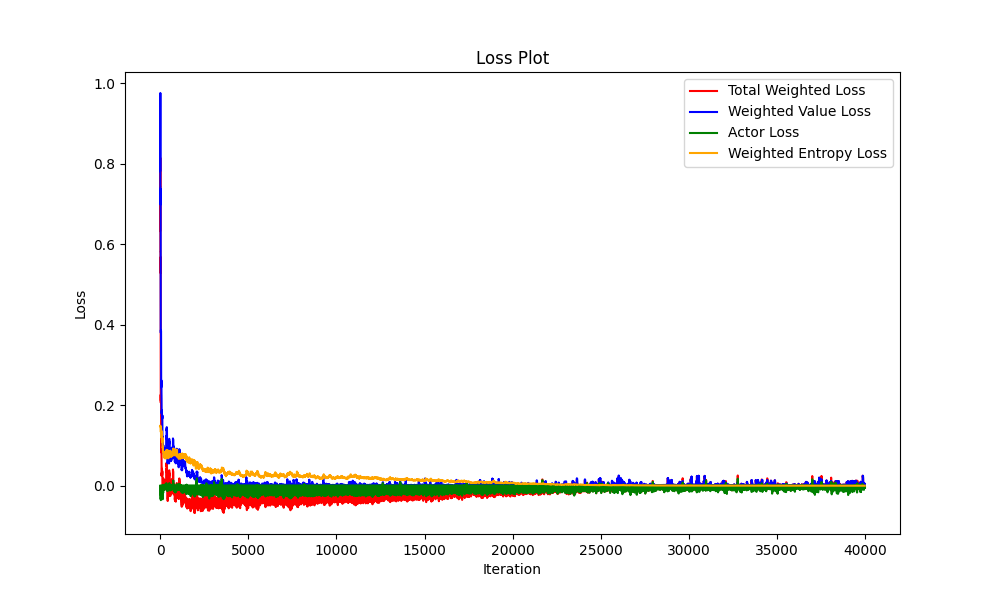 Loss Plot
1.0
0.8
0.6
0.4
0.2
0.0
Loss
0 5000 10000 15000 20000 25000 30000 35000 40000
Iteration
Total Weighted Loss
Weighted Value Loss
Actor Loss
Weighted Entropy Loss